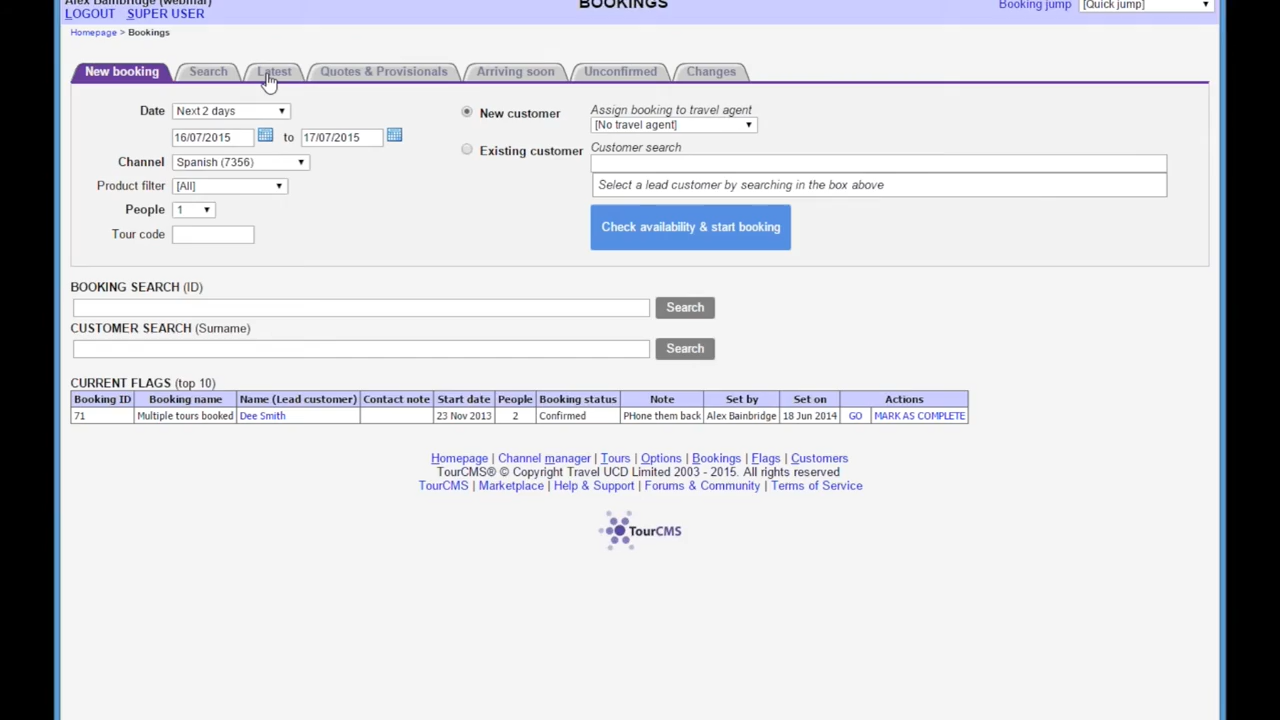 Alex Bainbridge (webinar)
BOOKINGS
Booking jump [Quick jump]
LOGOUT SUPER USER
Homepage > Bookings
New booking Search Latest Quotes & Provisionals Arriving soon Unconfirmed Changes
Date Next 2 days
16/07/2015 to 17/07/2015
Channel Spanish (7356)
Product filter [All]
People 1
Tour code
New customer
Existing customer
Assign booking to travel agent
[No travel agent]
Customer search
Select a lead customer by searching in the box above
Check availability & start booking
BOOKING SEARCH (ID)
Search
CUSTOMER SEARCH (Surname)
Search
CURRENT FLAGS (top 10)
Booking ID Booking name Name (Lead customer) Contact note Start date People Booking status Note Set by Set on Actions
71 Multiple tours booked Dee Smith 23 Nov 2013 2 Confirmed PHone them back Alex Bainbridge 18 Jun 2014 GO MARK AS COMPLETE
Homepage | Channel manager | Tours | Options | Bookings | Flags | Customers
TourCMS® © Copyright Travel UCD Limited 2003 - 2015. All rights reserved
TourCMS | Marketplace | Help & Support | Forums & Community | Terms of Service
TourCMS